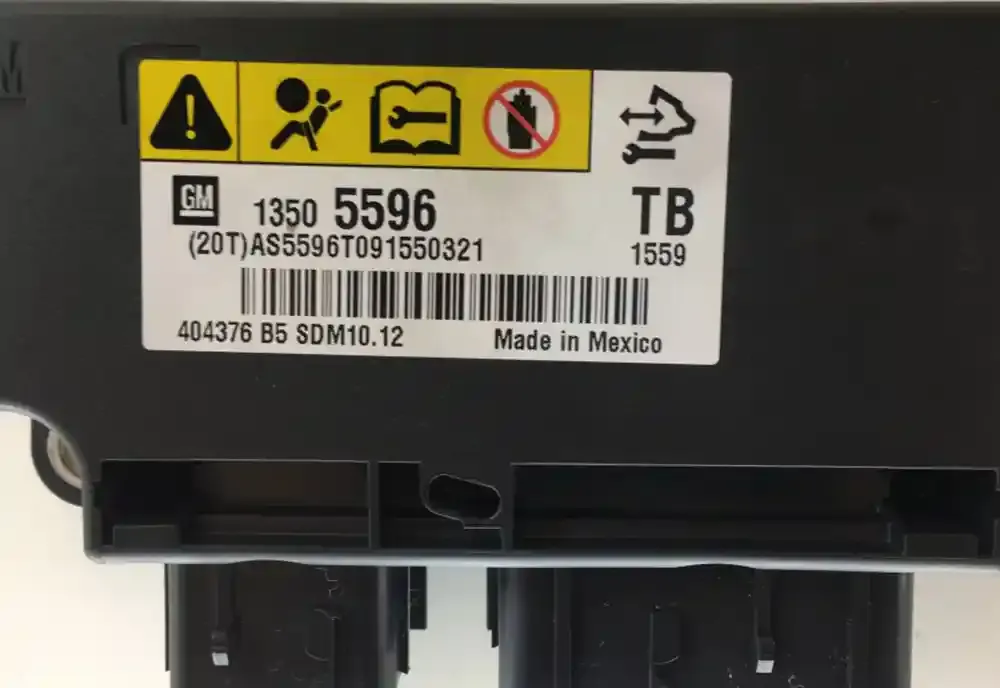 GM
1350 5596
TB
(20T)AS5596T091550321
1559
404376 B5 SDM10.12
Made in Mexico